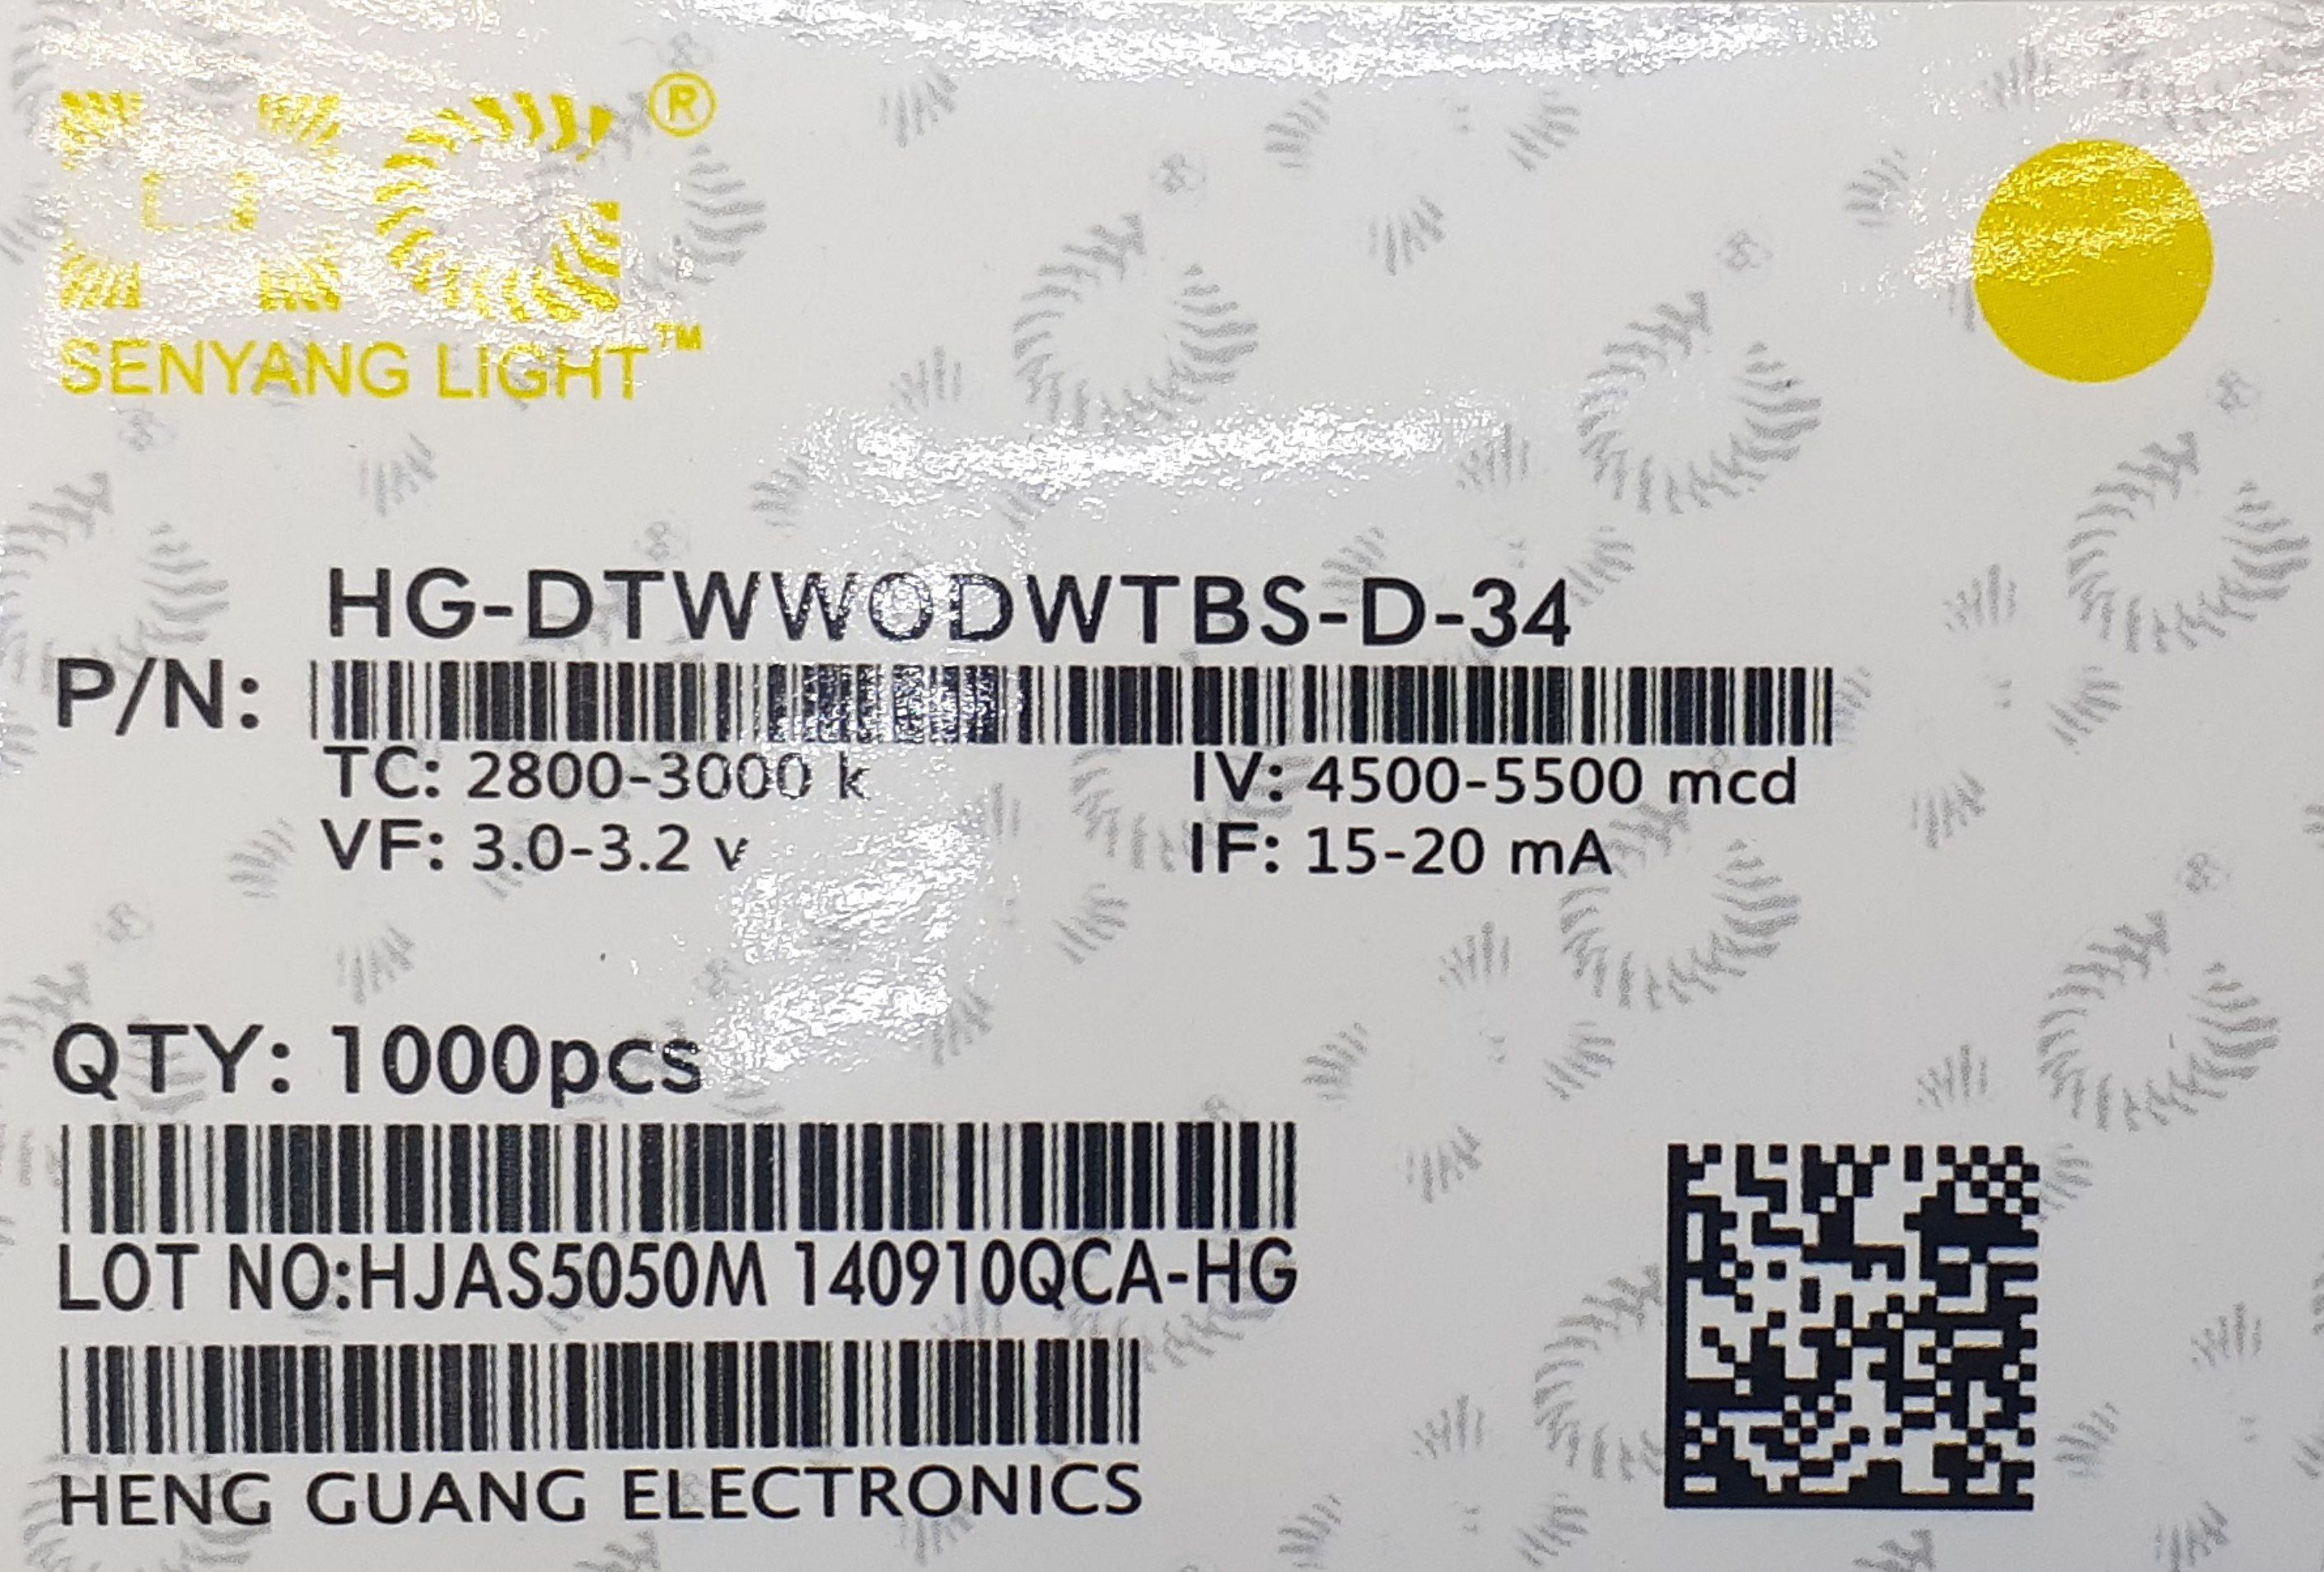 ®
SENYANG LIGHT™
HG-DTWWODWTBS-D-34
P/N:
TC: 2800-3000 k IV: 4500-5500 mcd
VF: 3.0-3.2 v IF: 15-20 mA
QTY: 1000pcs
LOT NO:HJAS5050M 140910QCA-HG
HENG GUANG ELECTRONICS